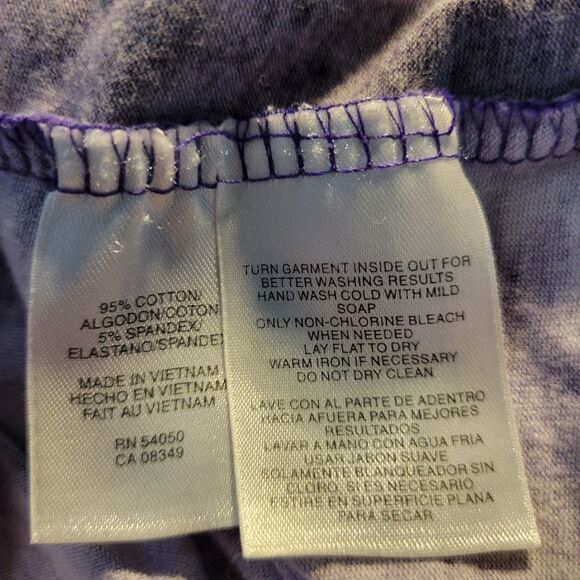 95% COTTON/
ALGODON/COTON
5% SPANDEX/
ELASTANO/SPANDEX
MADE IN VIETNAM
HECHO EN VIETNAM
FAIT AU VIETNAM
RN 54050
CA 08349
TURN GARMENT INSIDE OUT FOR
BETTER WASHING RESULTS
HAND WASH COLD WITH MILD
SOAP
ONLY NON-CHLORINE BLEACH
WHEN NEEDED
LAY FLAT TO DRY
WARM IRON IF NECESSARY
DO NOT DRY CLEAN
LAVE CON AL PARTE DE ADENTRO
HACIA AFUERA PARA MEJORES
RESULTADOS
LAVAR A MANO CON AGUA FRIA
USAR JABON SUAVE
SOLAMENTE BLANQUEADOR SIN
CLORO, SI ES NECESARIO
ESTIRE EN SUPERFICIE PLANA
PARA SECAR